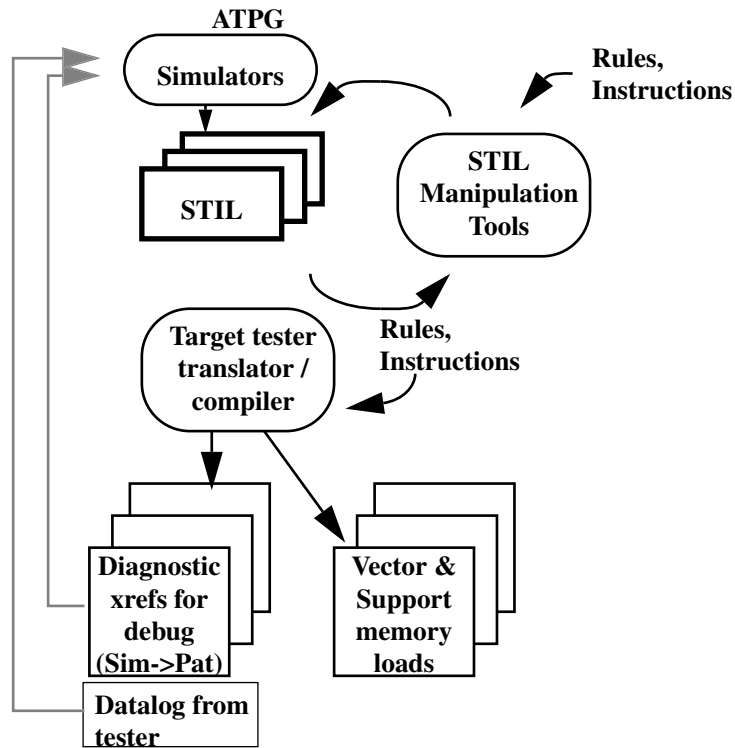 ATPG
Simulators
Rules,
Instructions
STIL
STIL
Manipulation
Tools
Target tester
translator /
compiler
Rules,
Instructions
Diagnostic
xrefs for
debug
(Sim->Pat)
Vector &
Support
memory
loads
Datalog from
tester